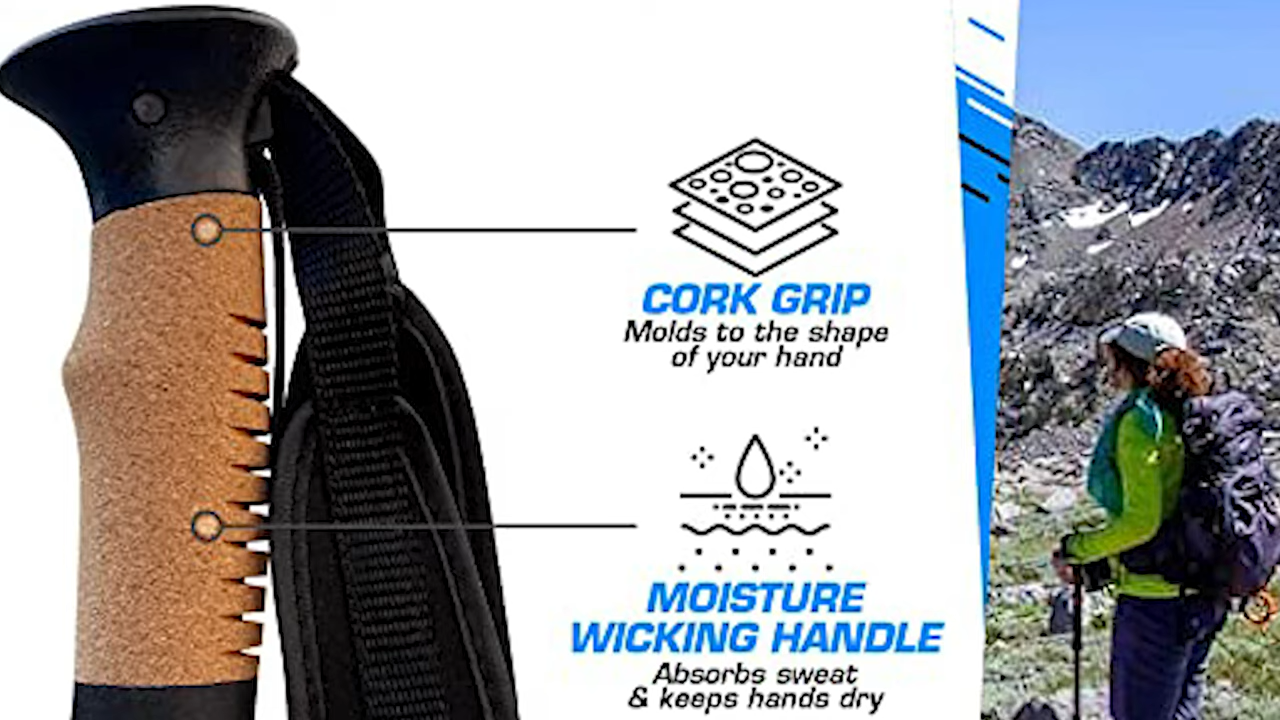 CORK GRIP
Molds to the shape
of your hand
MOISTURE
WICKING HANDLE
Absorbs sweat
& keeps hands dry